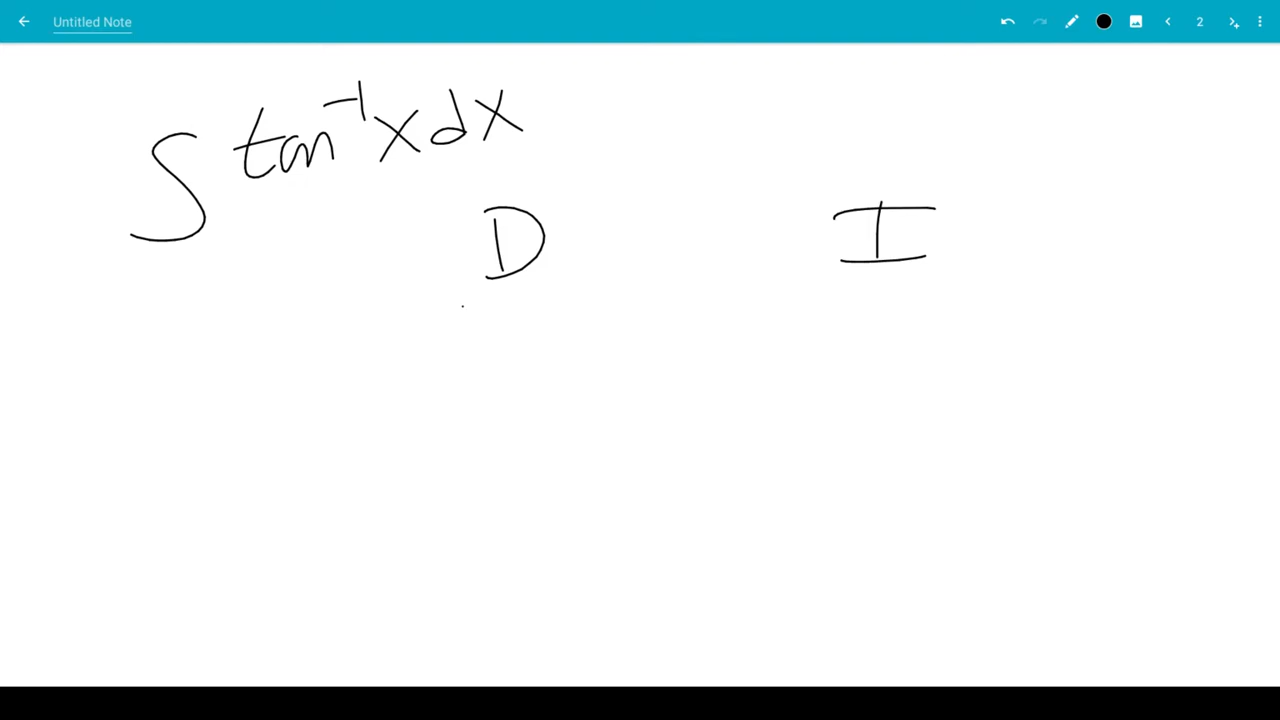 Untitled Note
2
∫ tan⁻¹x dx
D I